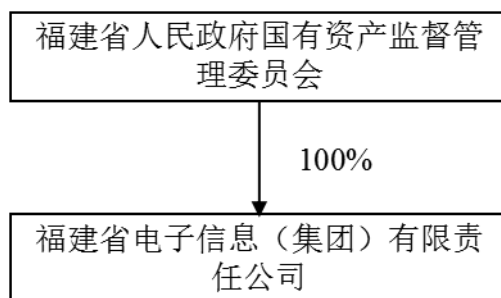 福建省人民政府国有资产监督管
理委员会
100%
福建省电子信息（集团）有限责
任公司